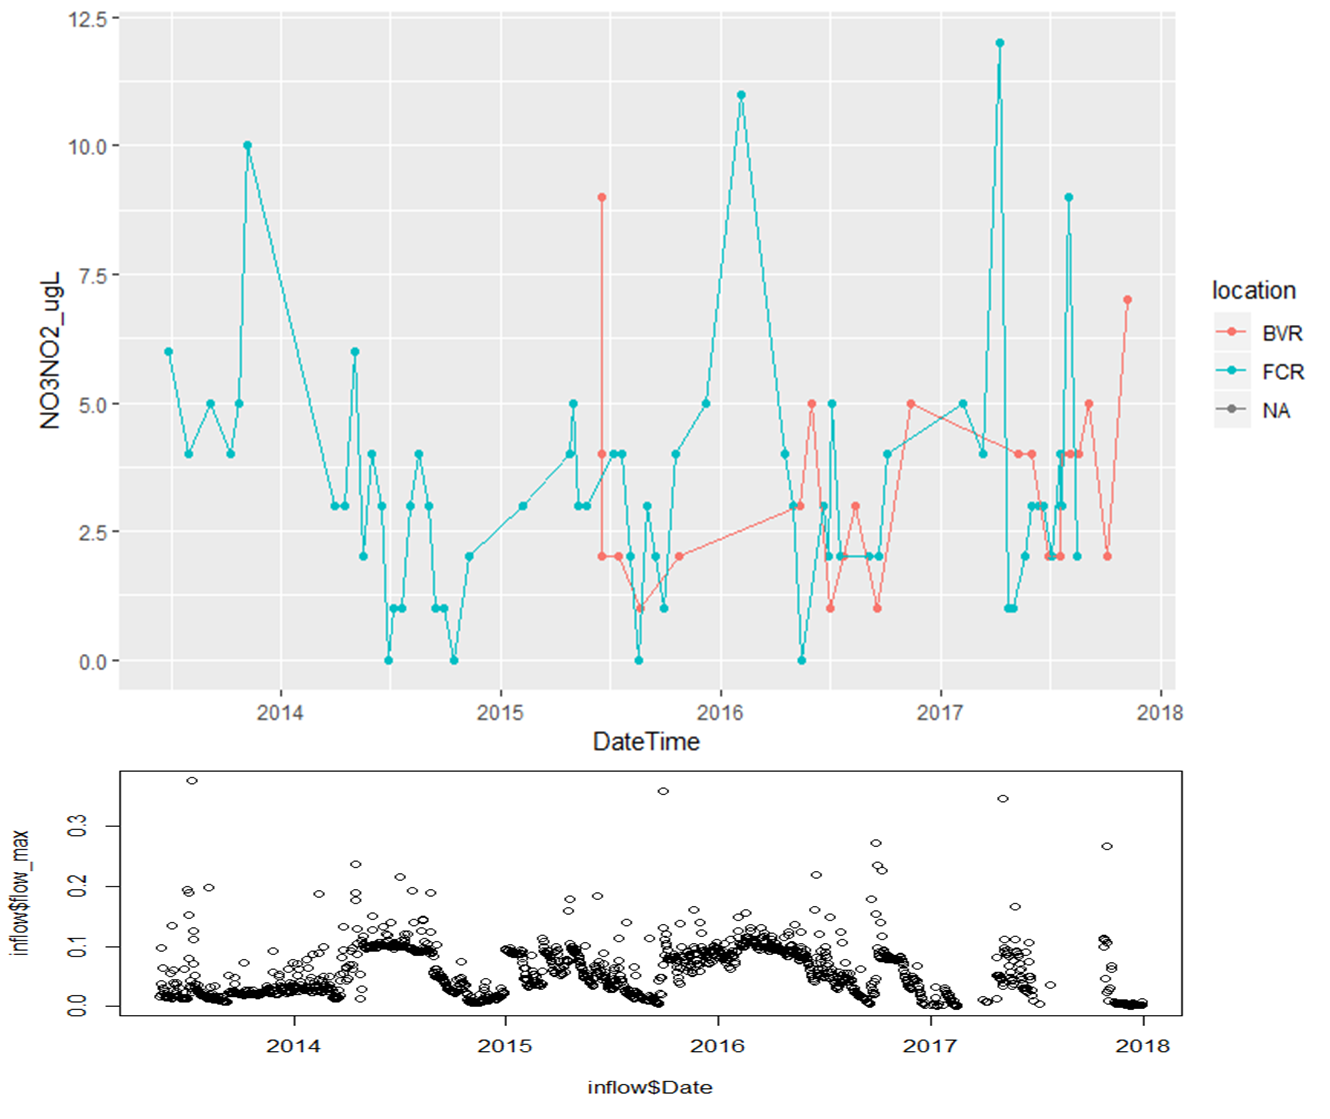 12.5
10.0
7.5
5.0
2.5
0.0
NO3NO2_ugL
2014 2015 2016 2017 2018
DateTime
location
BVR
FCR
NA
0.3
0.2
0.1
0.0
inflow$flow_max
2014 2015 2016 2017 2018
inflow$Date